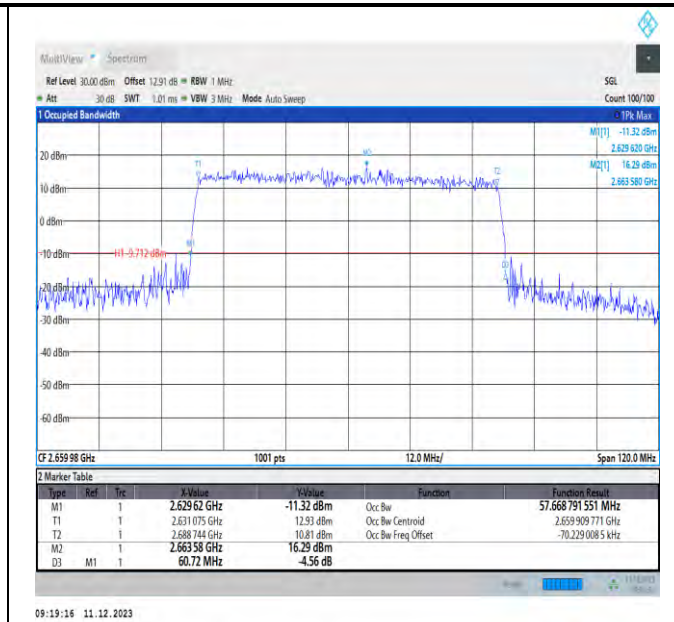 MultiView Spectrum
Ref Level 30.00 dBm Offset 12.91 dB RBW 1 MHz SGL
Att 30 dB SWT 1.01 ms VBW 3 MHz Mode Auto Sweep Count 100/100
1 Occupied Bandwidth 1Pk Max
M1[1] -11.32 dBm
2.629 620 GHz
M2[1] 16.29 dBm
2.663 580 GHz
20 dBm
T1
M2
T2
10 dBm
0 dBm
M1
-10 dBm
H1 -9.712 dBm
D3
-20 dBm
-30 dBm
-40 dBm
-50 dBm
-60 dBm
CF 2.659 98 GHz 1001 pts 12.0 MHz/ Span 120.0 MHz
2 Marker Table
Type Ref Trc X-Value Y-Value Function Function Result
M1 1 2.629 62 GHz -11.32 dBm Occ Bw 57.668 791 551 MHz
T1 1 2.631 075 GHz 12.93 dBm Occ Bw Centroid 2.659 909 771 GHz
T2 1 2.688 744 GHz 10.81 dBm Occ Bw Freq Offset -70.229 008 5 kHz
M2 1 2.663 58 GHz 16.29 dBm
D3 M1 1 60.72 MHz -4.56 dB
09:19:16 11.12.2023